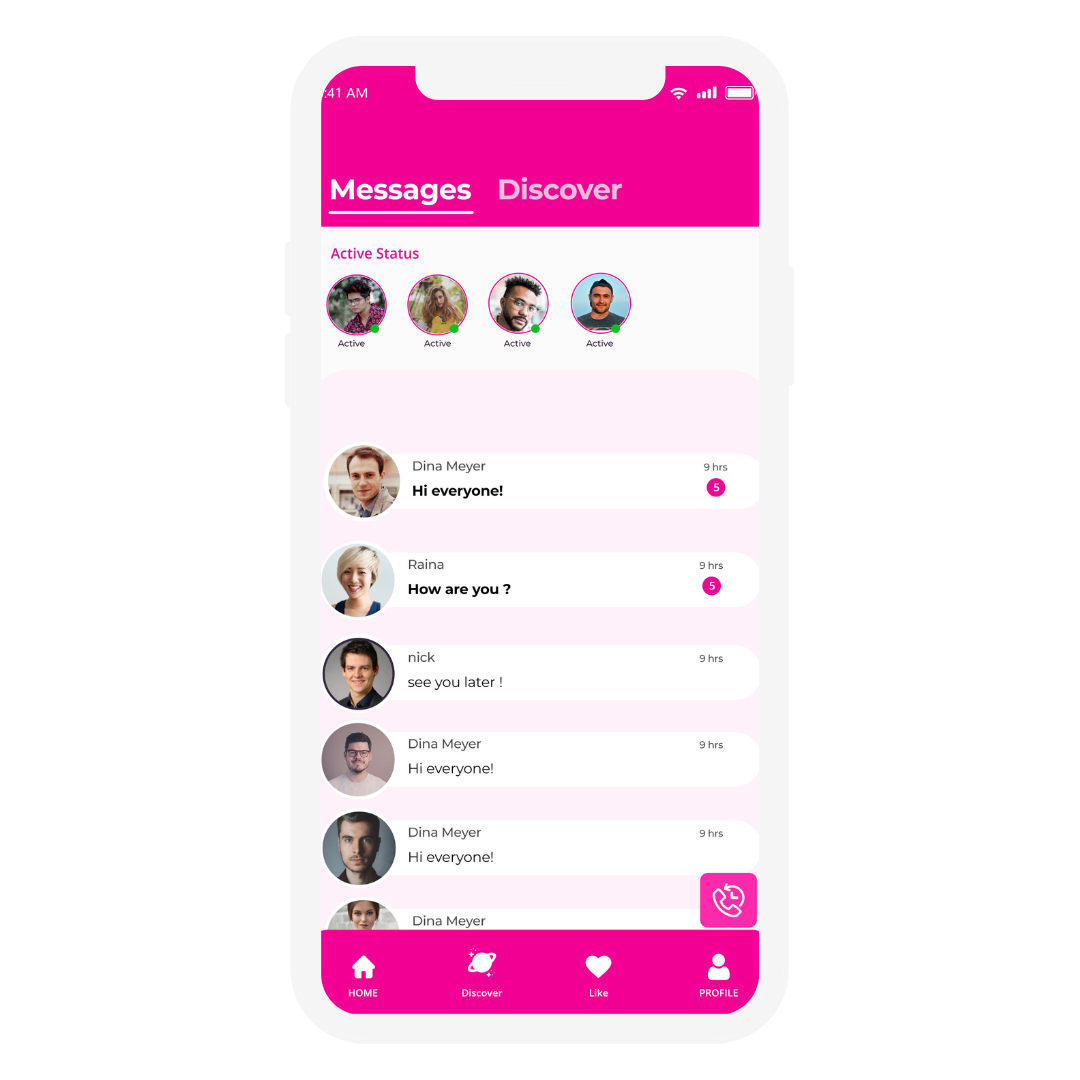 :41 AM
Messages Discover
Active Status
Active Active Active Active
Dina Meyer 9 hrs
Hi everyone! 5
Raina 9 hrs
How are you ? 5
nick 9 hrs
see you later !
Dina Meyer 9 hrs
Hi everyone!
Dina Meyer 9 hrs
Hi everyone!
Dina Meyer
HOME Discover Like PROFILE